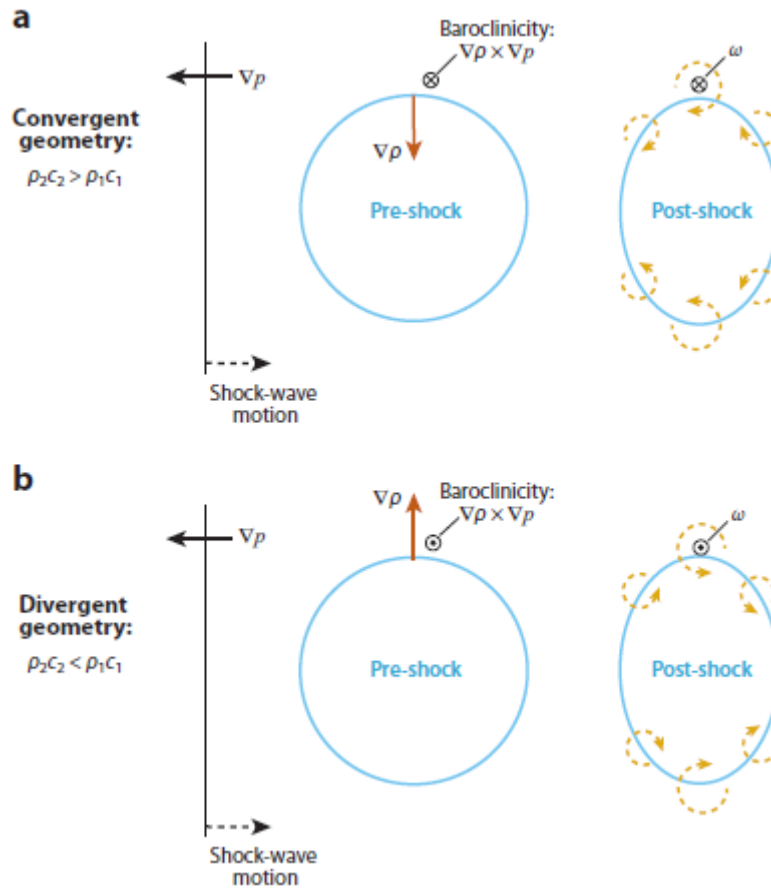 a
Baroclinicity:
∇ρ × ∇p
ω
∇p
Convergent
geometry:
ρ₂c₂ > ρ₁c₁
∇ρ
Pre-shock
Post-shock
Shock-wave
motion
b
∇ρ
Baroclinicity:
∇ρ × ∇p
ω
∇p
Divergent
geometry:
ρ₂c₂ < ρ₁c₁
Pre-shock
Post-shock
Shock-wave
motion